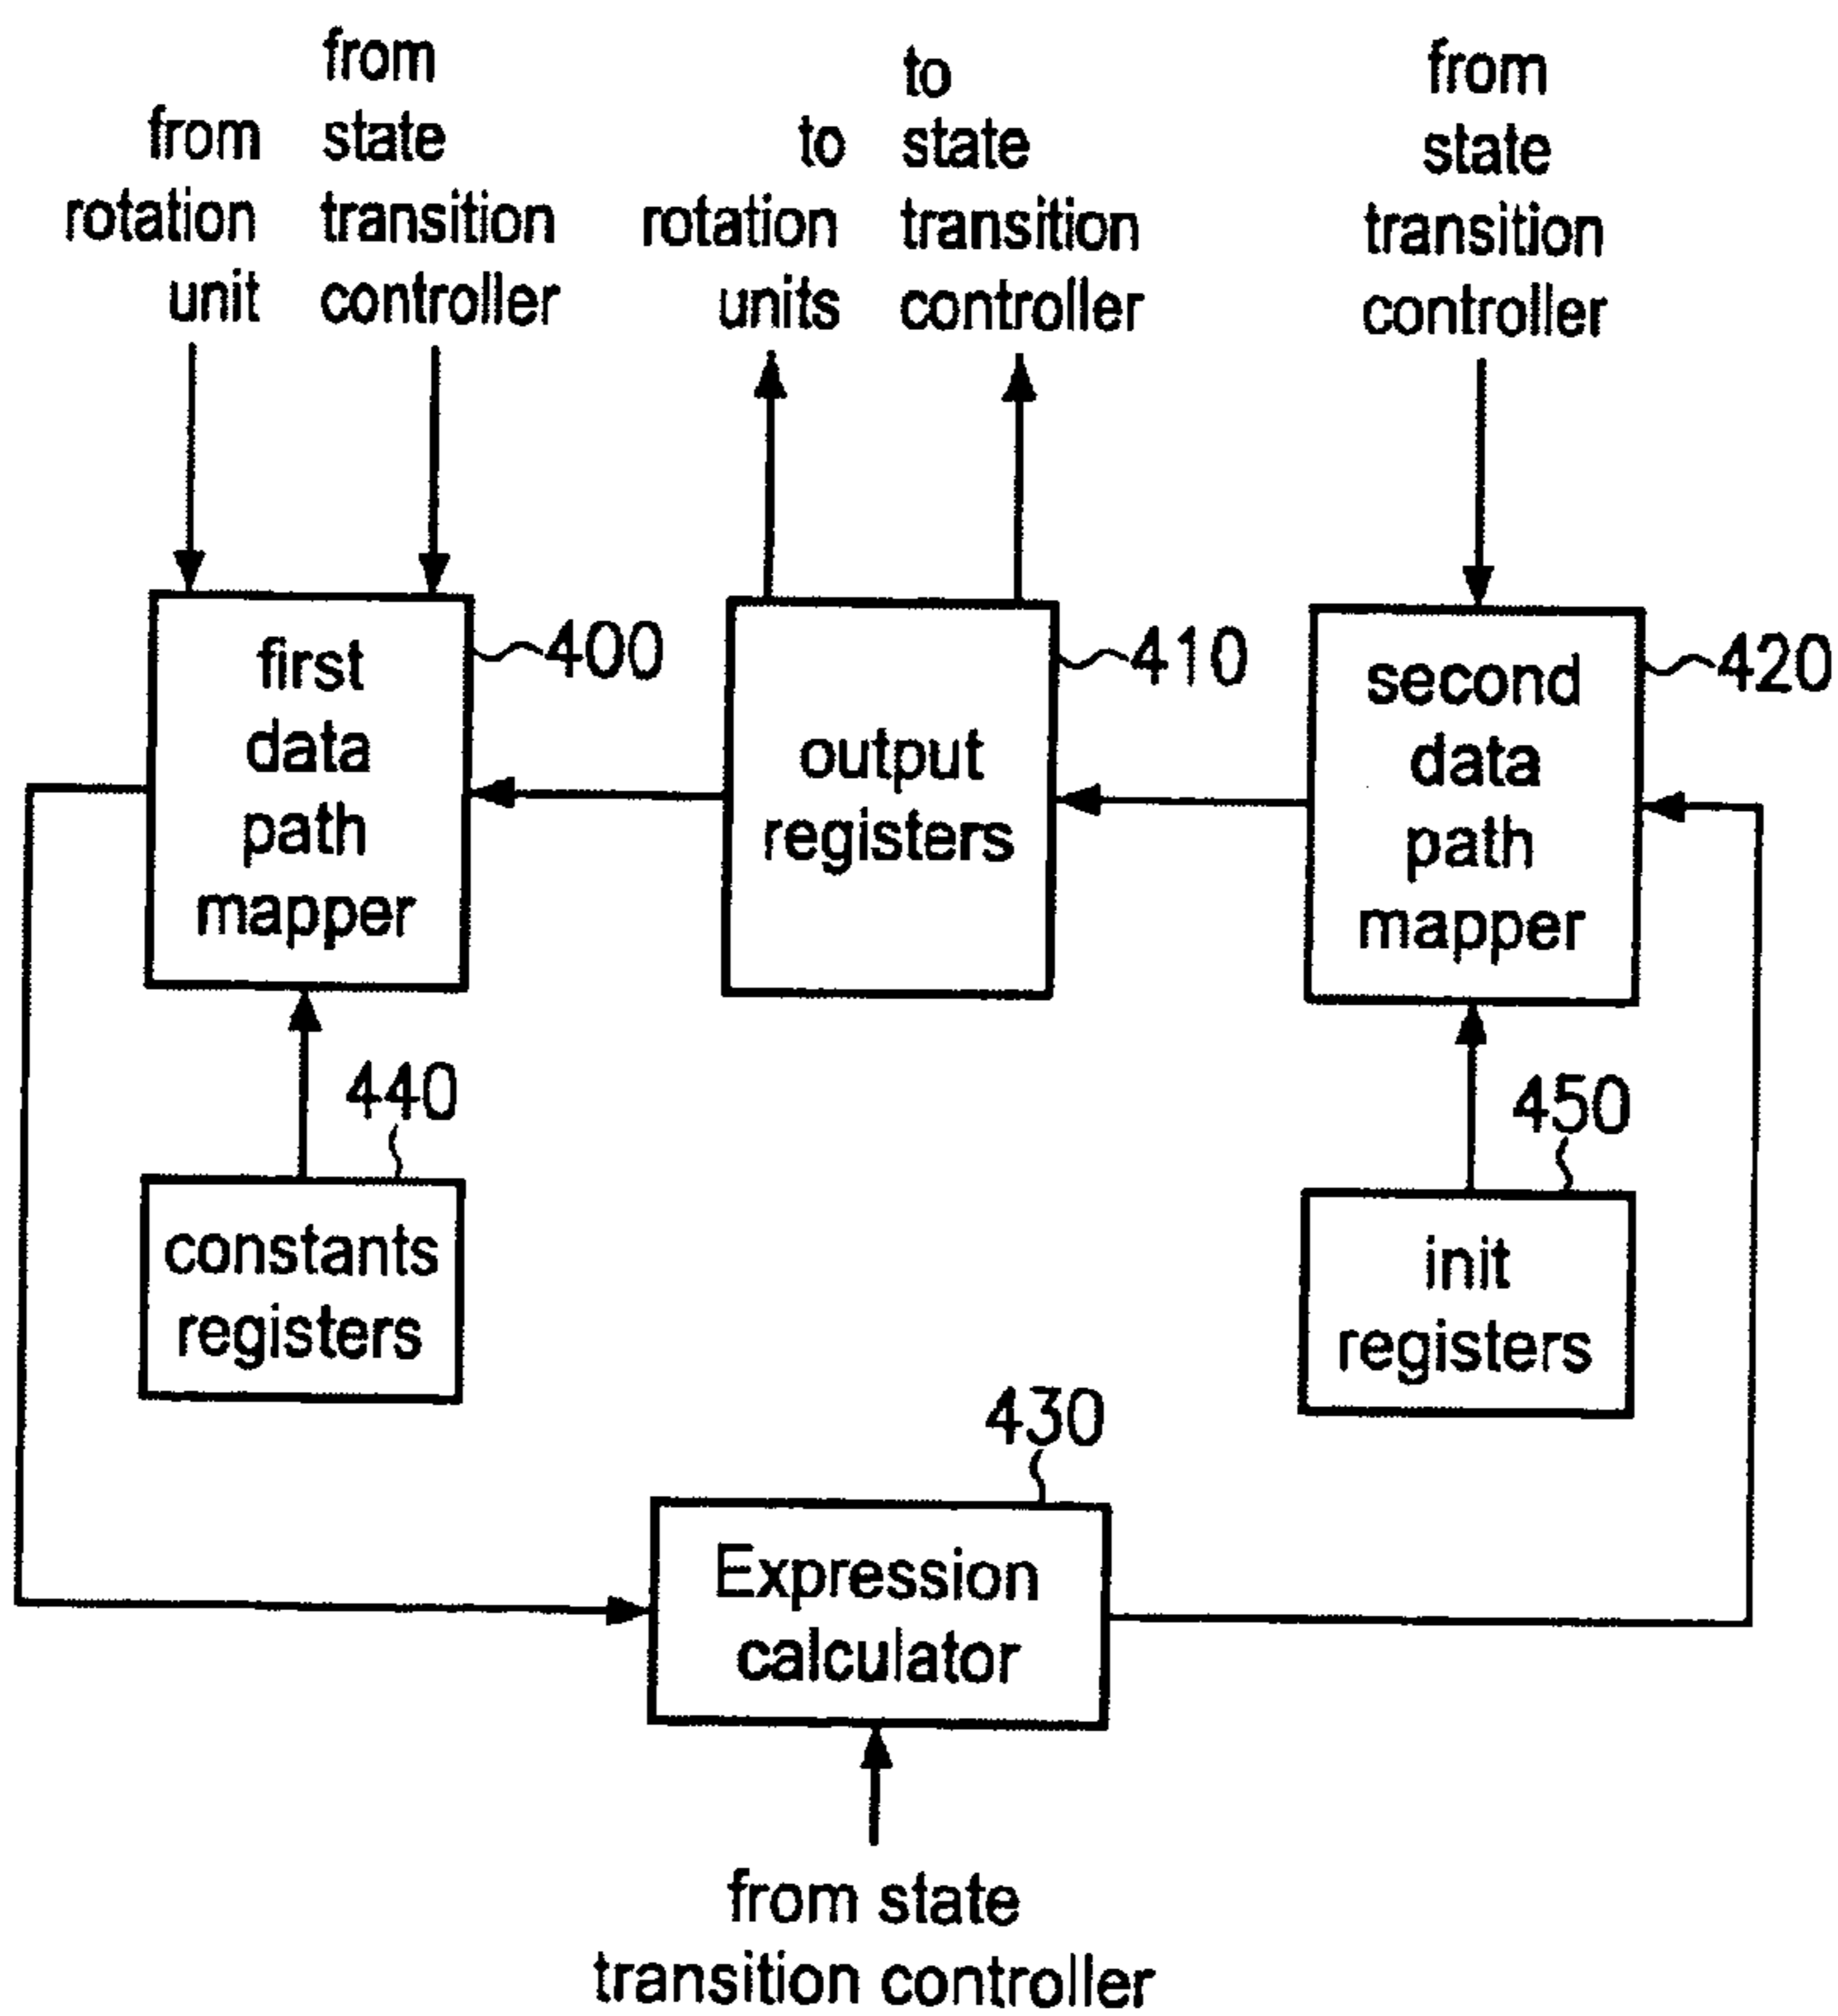 from
rotation
unit
from
state
transition
controller
to
rotation
units
to
state
transition
controller
from
state
transition
controller
first
data
path
mapper
400
output
registers
410
second
data
path
mapper
420
440
constants
registers
450
init
registers
430
Expression
calculator
from state
transition controller